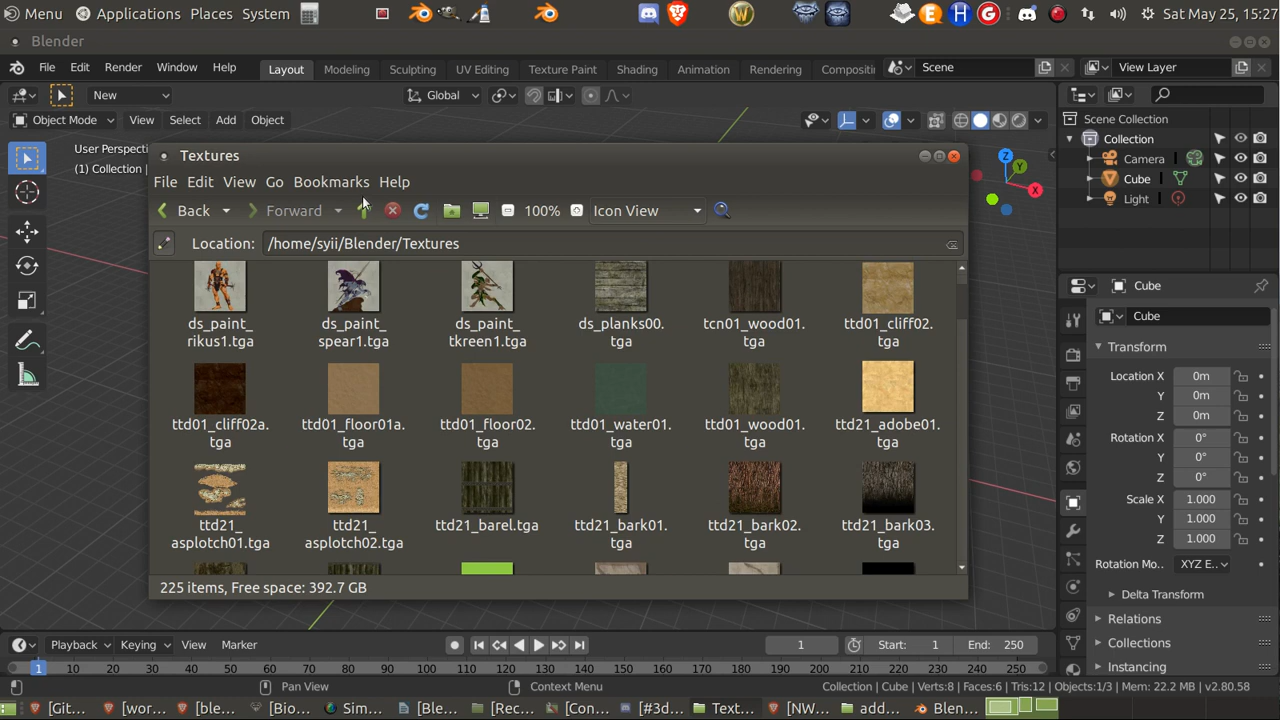 Menu Applications Places System Sat May 25, 15:27
Blender
File Edit Render Window Help Layout Modeling Sculpting UV Editing Texture Paint Shading Animation Rendering Compositi Scene View Layer
New Global
Object Mode View Select Add Object
User Perspecti
(1) Collection |
Z
Y
X
Scene Collection
Collection
Camera
Cube
Light
Textures
File Edit View Go Bookmarks Help
Back Forward 100% Icon View
Location: /home/syii/Blender/Textures
ds_paint_
rikus1.tga
ds_paint_
spear1.tga
ds_paint_
tkreen1.tga
ds_planks00.
tga
tcn01_wood01.
tga
ttd01_cliff02.
tga
ttd01_cliff02a.
tga
ttd01_floor01a.
tga
ttd01_floor02.
tga
ttd01_water01.
tga
ttd01_wood01.
tga
ttd21_adobe01.
tga
ttd21_
asplotch01.tga
ttd21_
asplotch02.tga
ttd21_barel.tga
ttd21_bark01.
tga
ttd21_bark02.
tga
ttd21_bark03.
tga
225 items, Free space: 392.7 GB
Cube
Cube
Transform
Location X 0m
Y 0m
Z 0m
Rotation X 0°
Y 0°
Z 0°
Scale X 1.000
Y 1.000
Z 1.000
Rotation Mo.. XYZ E..
Delta Transform
Relations
Collections
Instancing
Playback Keying View Marker 1 Start: 1 End: 250
1 10 20 30 40 50 60 70 80 90 100 110 120 130 140 150 160 170 180 190 200 210 220 230 240 250
Pan View Context Menu Collection | Cube | Verts:8 | Faces:6 | Tris:12 | Objects:1/3 | Mem: 22.2 MB | v2.80.58
[Git... [wor... [ble... [Bio... Sim... [Ble... [Rec... [Con... [#3d... Text... [NW... add... Blen...